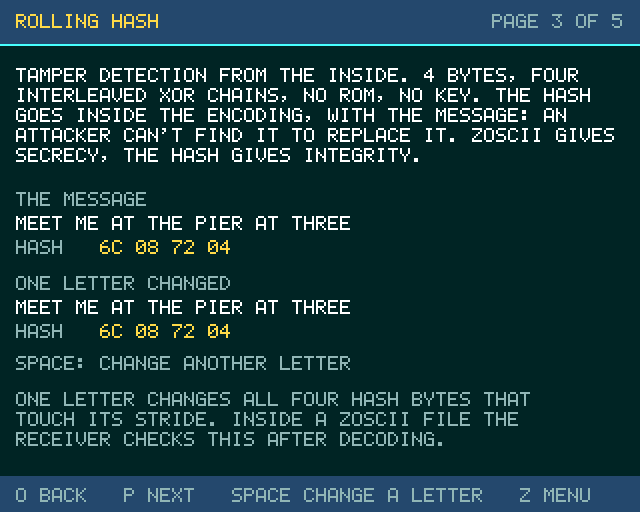 ROLLING HASH PAGE 3 OF 5
TAMPER DETECTION FROM THE INSIDE. 4 BYTES, FOUR
INTERLEAVED XOR CHAINS, NO ROM, NO KEY. THE HASH
GOES INSIDE THE ENCODING, WITH THE MESSAGE: AN
ATTACKER CAN'T FIND IT TO REPLACE IT. ZOSCII GIVES
SECRECY, THE HASH GIVES INTEGRITY.
THE MESSAGE
MEET ME AT THE PIER AT THREE
HASH 6C 08 72 04
ONE LETTER CHANGED
MEET ME AT THE PIER AT THREE
HASH 6C 08 72 04
SPACE: CHANGE ANOTHER LETTER
ONE LETTER CHANGES ALL FOUR HASH BYTES THAT
TOUCH ITS STRIDE. INSIDE A ZOSCII FILE THE
RECEIVER CHECKS THIS AFTER DECODING.
O BACK P NEXT SPACE CHANGE A LETTER Z MENU